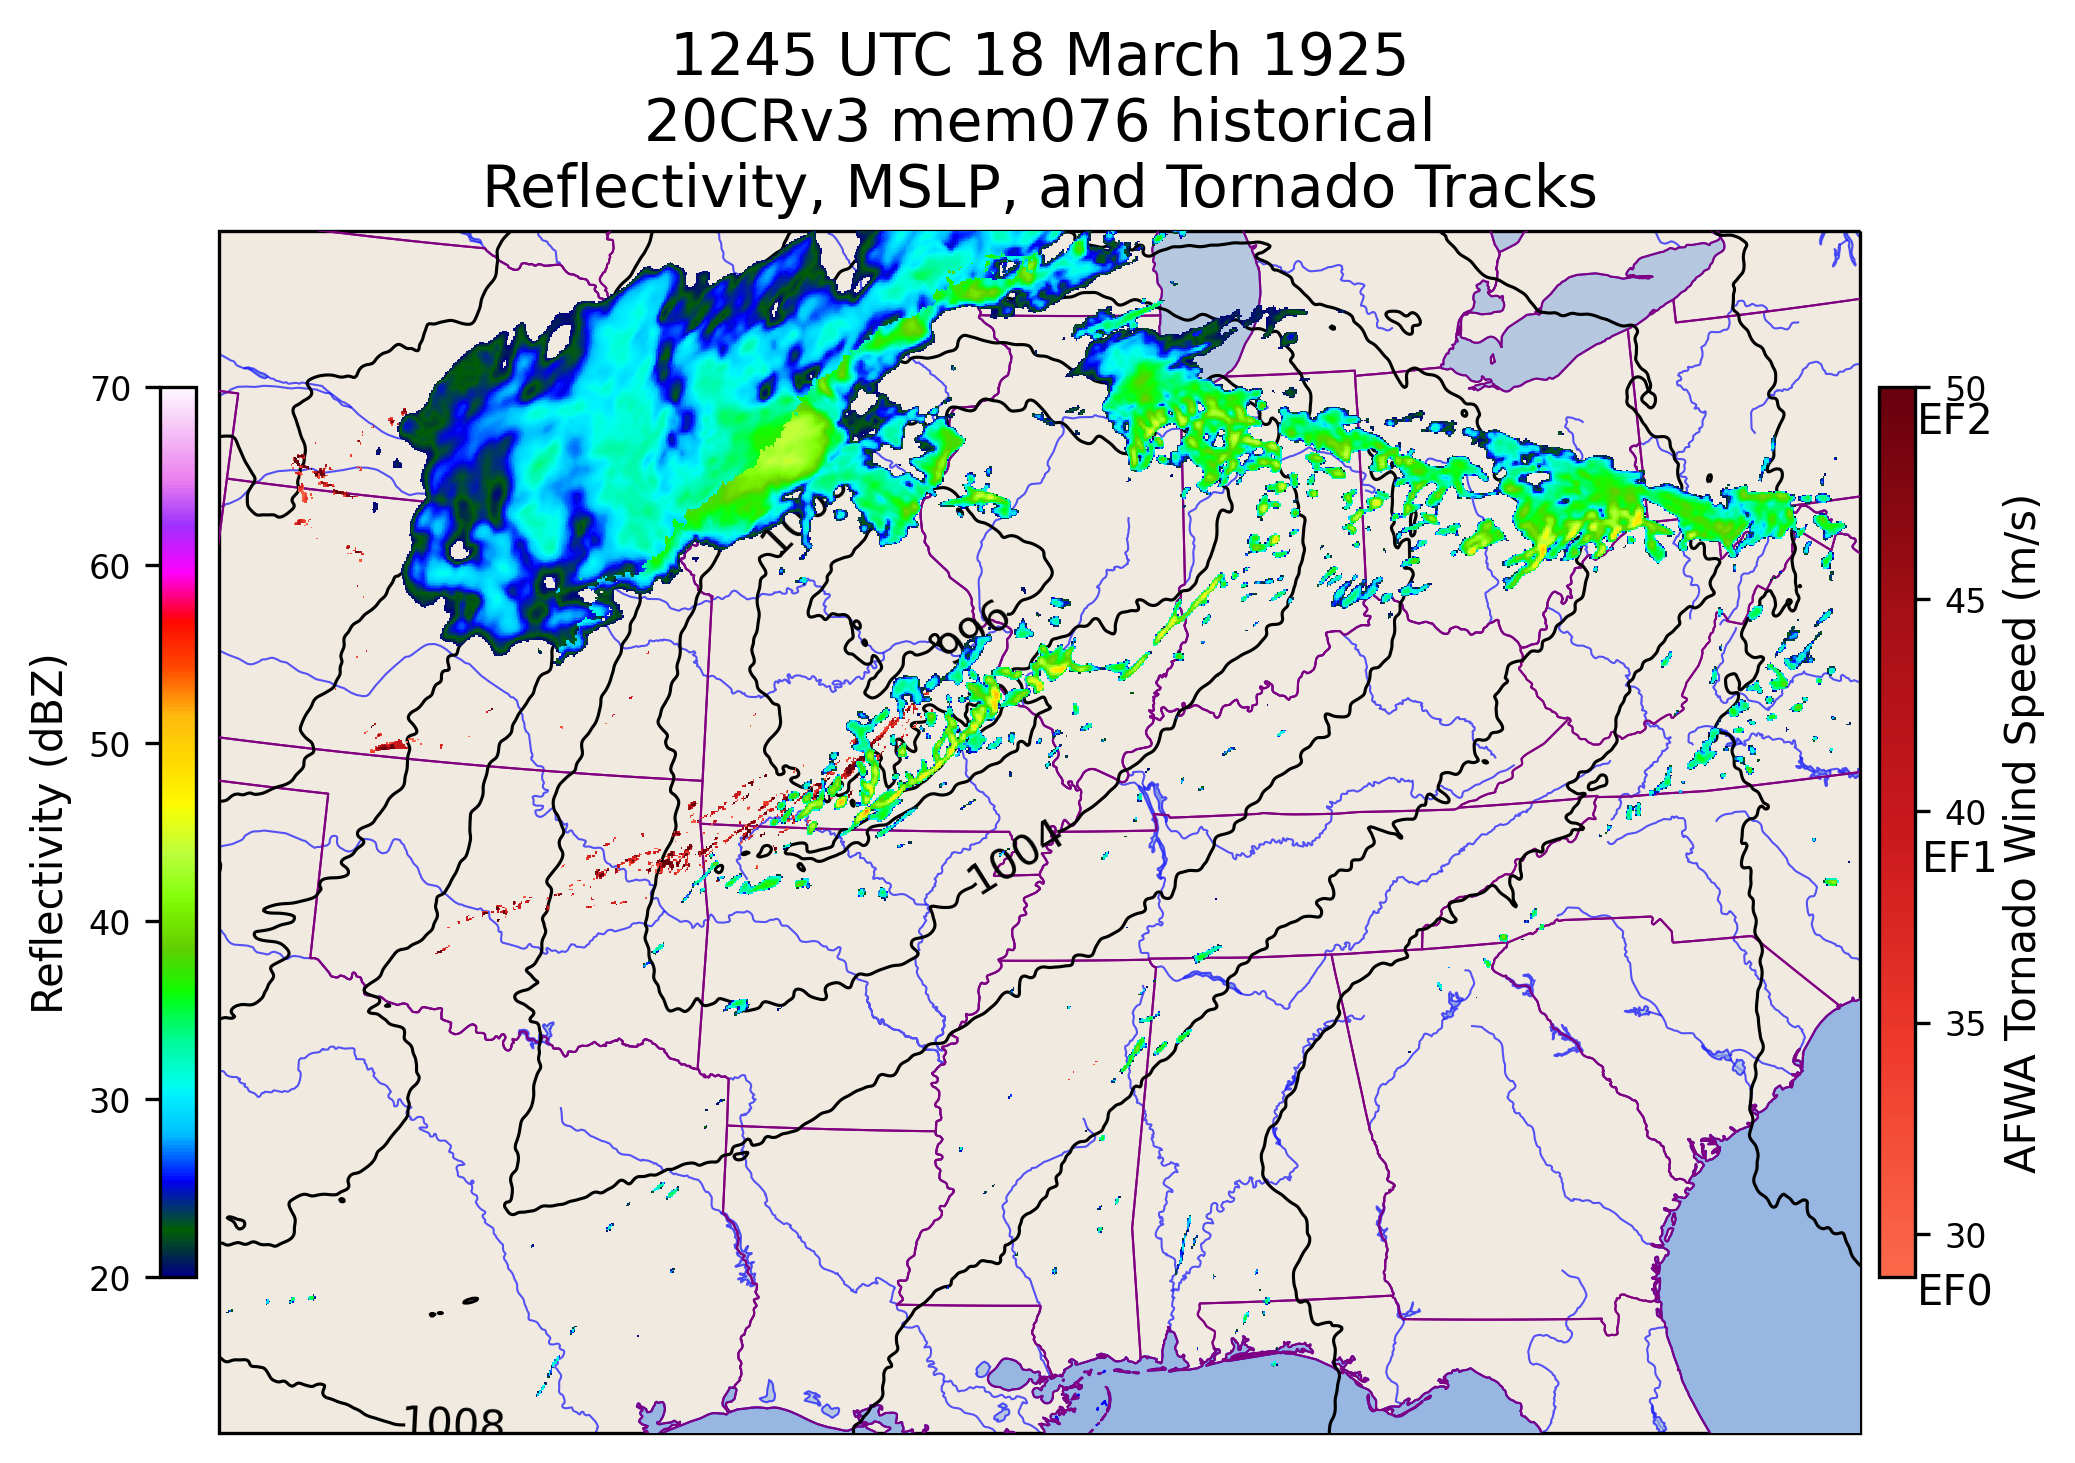 1245 UTC 18 March 1925
20CRv3 mem076 historical
Reflectivity, MSLP, and Tornado Tracks
Reflectivity (dBZ)
70
60
50
40
30
20
996
1004
1008
50
EF2
45
40
EF1
35
30
EF0
AFWA Tornado Wind Speed (m/s)